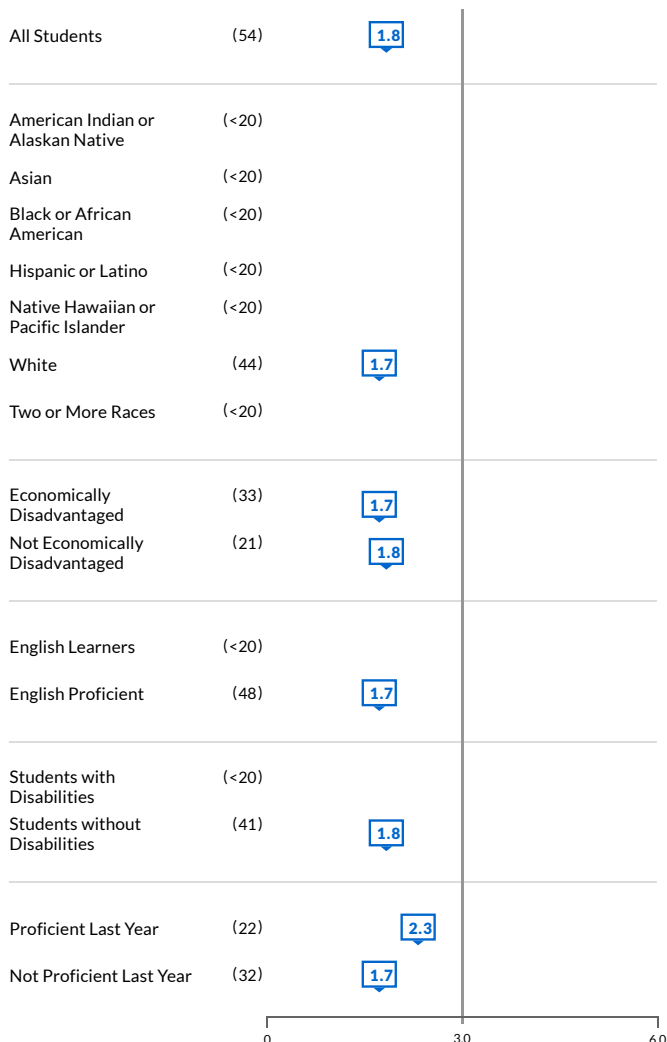 All Students (54) 1.8
American Indian or (<20)
Alaskan Native
Asian (<20)
Black or African (<20)
American
Hispanic or Latino (<20)
Native Hawaiian or (<20)
Pacific Islander
White (44) 1.7
Two or More Races (<20)
Economically (33) 1.7
Disadvantaged
Not Economically (21) 1.8
Disadvantaged
English Learners (<20)
English Proficient (48) 1.7
Students with (<20)
Disabilities
Students without (41) 1.8
Disabilities
Proficient Last Year (22) 2.3
Not Proficient Last Year (32) 1.7
0 3.0 6.0